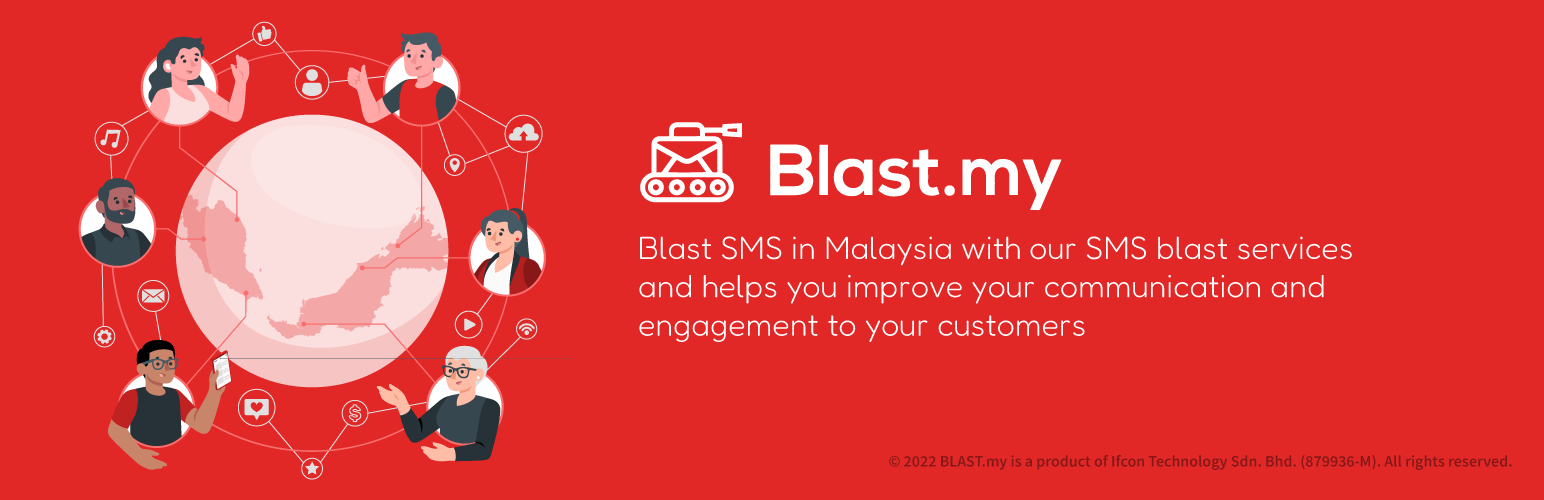 Blast.my
Blast SMS in Malaysia with our SMS blast services
and helps you improve your communication and
engagement to your customers
© 2022 BLAST.my is a product of Ifcon Technology Sdn. Bhd. (879936-M). All rights reserved.